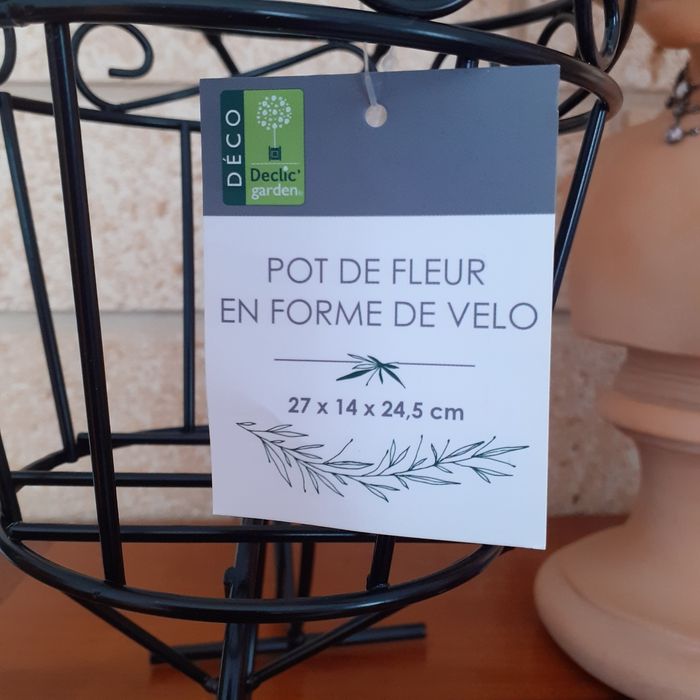 DÉCO
Declic'
garden®
POT DE FLEUR
EN FORME DE VELO
27 x 14 x 24,5 cm